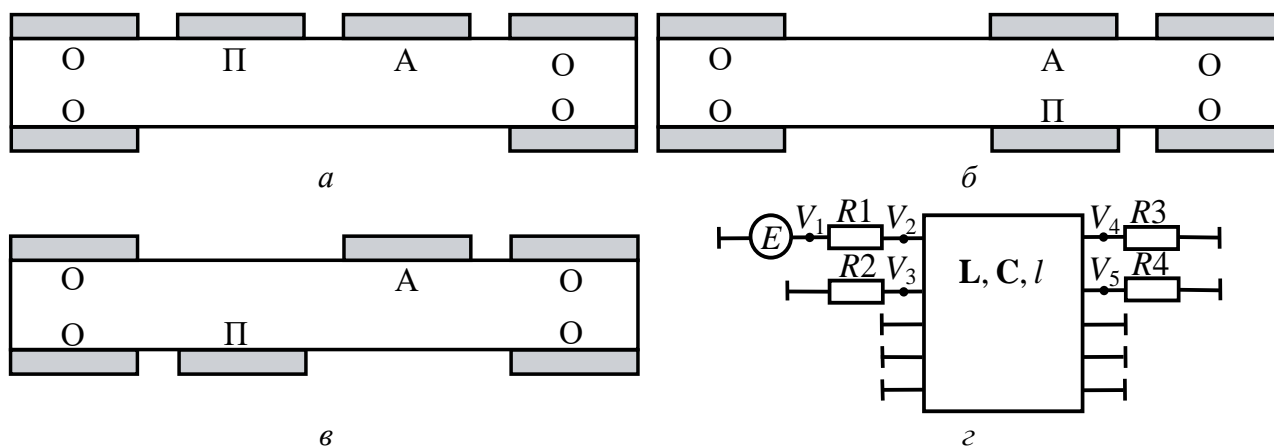 О П А О
О О
а
О А О
О П О
б
О А О
О П О
в
E V1 R1 V2 V4 R3
R2 V3 L, C, l V5 R4
г